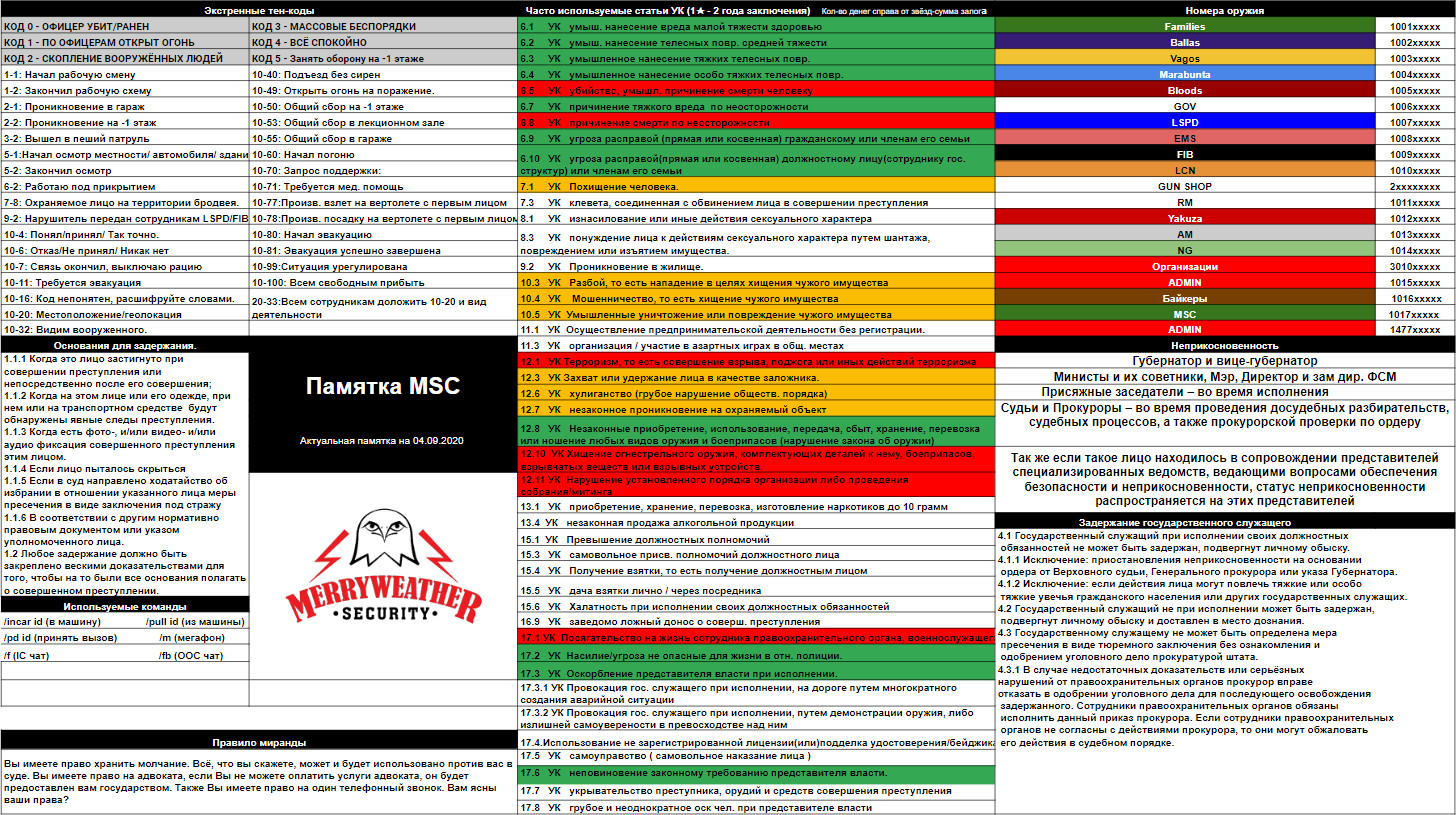 Экстренные тен-коды
КОД 0 - ОФИЦЕР УБИТ/РАНЕН
КОД 3 - МАССОВЫЕ БЕСПОРЯДКИ
КОД 1 - ПО ОФИЦЕРАМ ОТКРЫТ ОГОНЬ
КОД 4 - ВСЁ СПОКОЙНО
КОД 2 - СКОПЛЕНИЕ ВООРУЖЁННЫХ ЛЮДЕЙ
КОД 5 - Занять оборону на -1 этаже
1-1: Начал рабочую смену
10-40: Подъезд без сирен
1-2: Закончил рабочую схему
10-49: Открыть огонь на поражение.
2-1: Проникновение в гараж
10-50: Общий сбор на -1 этаже
2-2: Проникновение на -1 этаж
10-53: Общий сбор в лекционном зале
3-2: Вышел в пеший патруль
10-55: Общий сбор в гараже
5-1:Начал осмотр местности/ автомобиля/ здани
10-60: Начал погоню
5-2: Закончил осмотр
10-70: Запрос поддержки:
6-2: Работаю под прикрытием
10-71: Требуется мед. помощь
7-8: Охраняемое лицо на территории бродвея.
10-77:Произв. взлет на вертолете с первым лицом
9-2: Нарушитель передан сотрудникам LSPD/FIB
10-78:Произв. посадку на вертолете с первым лицом
10-4: Понял/принял/ Так точно.
10-80: Начал эвакуацию
10-6: Отказ/Не принял/ Никак нет
10-81: Эвакуация успешно завершена
10-7: Связь окончил, выключаю рацию
10-99:Ситуация урегулирована
10-11: Требуется эвакуация
10-100: Всем свободным прибыть
10-16: Код непонятен, расшифруйте словами.
10-20: Местоположение/геолокация
20-33:Всем сотрудникам доложить 10-20 и вид
деятельности
10-32: Видим вооруженного.
Основания для задержания.
1.1.1 Когда это лицо застигнуто при
совершении преступления или
непосредственно после его совершения;
1.1.2 Когда на этом лице или его одежде, при
нем или на транспортном средстве будут
обнаружены явные следы преступления.
1.1.3 Когда есть фото-, и/или видео- и/или
аудио фиксация совершенного преступления
этим лицом.
1.1.4 Если лицо пыталось скрыться
1.1.5 Если в суд направлено ходатайство об
избрании в отношении указанного лица меры
пресечения в виде заключения под стражу
1.1.6 В соответствии с другим нормативно
правовым документом или указом
уполномоченного лица.
1.2 Любое задержание должно быть
закреплено вескими доказательствами для
того, чтобы на то были все основания полагать
о совершенном преступлении.
Используемые команды
/incar id (в машину) /pull id (из машины)
/pd id (принять вызов) /m (мегафон)
/f (IC чат) /fb (ООС чат)
Памятка MSC
Актуальная памятка на 04.09.2020
MERRYWEATHER
SECURITY
Правило миранды
Вы имеете право хранить молчание. Всё, что вы скажете, может и будет использовано против вас в
суде. Вы имеете право на адвоката, если Вы не можете оплатить услуги адвоката, он будет
предоставлен вам государством. Также Вы имеете право на один телефонный звонок. Вам ясны
ваши права?
Часто используемые статьи УК (1★ - 2 года заключения) Кол-во денег справа от звёзд-сумма залога
6.1 УК умыш. нанесение вреда малой тяжести здоровью
6.2 УК умыш. нанесение телесных повр. средней тяжести
6.3 УК умышленное нанесение тяжких телесных повр.
6.4 УК умышленное нанесение особо тяжких телесных повр.
6.5 УК убийство, умышл. причинение смерти человеку
6.7 УК причинение тяжкого вреда по неосторожности
6.8 УК причинение смерти по неосторожности
6.9 УК угроза расправой (прямая или косвенная) гражданскому или членам его семьи
6.10 УК угроза расправой(прямая или косвенная) должностному лицу(сотруднику гос.
структур) или членам его семьи
7.1 УК Похищение человека.
7.3 УК клевета, соединенная с обвинением лица в совершении преступления
8.1 УК изнасилование или иные действия сексуального характера
8.3 УК понуждение лица к действиям сексуального характера путем шантажа,
повреждением или изъятием имущества.
9.2 УК Проникновение в жилище.
10.3 УК Разбой, то есть нападение в целях хищения чужого имущества
10.4 УК Мошенничество, то есть хищение чужого имущества
10.5 УК Умышленные уничтожение или повреждение чужого имущества
11.1 УК Осуществление предпринимательской деятельности без регистрации.
11.3 УК организация / участие в азартных играх в общ. местах
12.1 УК Терроризм, то есть совершение взрыва, поджога или иных действий терроризма
12.3 УК Захват или удержание лица в качестве заложника.
12.6 УК хулиганство (грубое нарушение обществ. порядка)
12.7 УК незаконное проникновение на охраняемый объект
12.8 УК Незаконные приобретение, использование, передача, сбыт, хранение, перевозка
или ношение любых видов оружия и боеприпасов (нарушение закона об оружии)
12.10 УК Хищение огнестрельного оружия, комплектующих деталей к нему, боеприпасов,
взрывчатых веществ или взрывных устройств.
12.11 УК Нарушение установленного порядка организации либо проведения
собрания/митинга
13.1 УК приобретение, хранение, перевозка, изготовление наркотиков до 10 грамм
13.4 УК незаконная продажа алкогольной продукции
15.1 УК Превышение должностных полномочий
15.3 УК самовольное присв. полномочий должностного лица
15.4 УК Получение взятки, то есть получение должностным лицом
15.5 УК дача взятки лично / через посредника
15.6 УК Халатность при исполнении своих должностных обязанностей
16.9 УК заведомо ложный донос о соверш. преступления
17.1 УК Посягательство на жизнь сотрудника правоохранительного органа, военнослужащег
17.2 УК Насилие/угроза не опасные для жизни в отн. полиции.
17.3 УК Оскорбление представителя власти при исполнении.
17.3.1 УК Провокация гос. служащего при исполнении, на дороге путем многократного
создания аварийной ситуации
17.3.2 УК Провокация гос. служащего при исполнении, путем демонстрации оружия, либо
излишней самоуверености в превосходстве над ним
17.4.Использование не зарегистрированной лицензии(или)подделка удостоверения/бейджика
17.5 УК самоуправство ( самовольное наказание лица )
17.6 УК неповиновение законному требованию представителя власти.
17.7 УК укрывательство преступника, орудий и средств совершения преступления
17.8 УК грубое и неоднократное оск чел. при представителе власти
Номера оружия
Families 1001xxxxx
Ballas 1002xxxxx
Vagos 1003xxxxx
Marabunta 1004xxxxx
Bloods 1005xxxxx
GOV 1006xxxxx
LSPD 1007xxxxx
EMS 1008xxxxx
FIB 1009xxxxx
LCN 1010xxxxx
GUN SHOP 2xxxxxxxx
RM 1011xxxxx
Yakuza 1012xxxxx
AM 1013xxxxx
NG 1014xxxxx
Организации 3010xxxxx
ADMIN 1015xxxxx
Байкеры 1016xxxxx
MSC 1017xxxxx
ADMIN 1477xxxxx
Неприкосновенность
Губернатор и вице-губернатор
Министы и их советники, Мэр, Директор и зам дир. ФСМ
Присяжные заседатели – во время исполнения
Судьи и Прокуроры – во время проведения досудебных разбирательств,
судебных процессов, а также прокурорской проверки по ордеру
Так же если такое лицо находилось в сопровождении представителей
специализированных ведомств, ведающими вопросами обеспечения
безопасности и неприкосновенности, статус неприкосновенности
распространяется на этих представителей
Задержание государственного служащего
4.1 Государственный служащий при исполнении своих должностных
обязанностей не может быть задержан, подвергнут личному обыску.
4.1.1 Исключение: приостановления неприкосновенности на основании
ордера от Верховного судьи, Генерального прокурора или указа Губернатора.
4.1.2 Исключение: если действия лица могут повлечь тяжкие или особо
тяжкие увечья гражданского населения или других государственных служащих.
4.2 Государственный служащий не при исполнении может быть задержан,
подвергнут личному обыску и доставлен в место дознания.
4.3 Государственному служащему не может быть определена мера
пресечения в виде тюремного заключения без ознакомления и
одобрением уголовного дело прокуратурой штата.
4.3.1 В случае недостаточных доказательств или серьёзных
нарушений от правоохранительных органов прокурор вправе
отказать в одобрении уголовного дела для последующего освобождения
задержанного. Сотрудники правоохранительных органов обязаны
исполнить данный приказ прокурора. Если сотрудники правоохранительных
органов не согласны с действиями прокурора, то они могут обжаловать
его действия в судебном порядке.